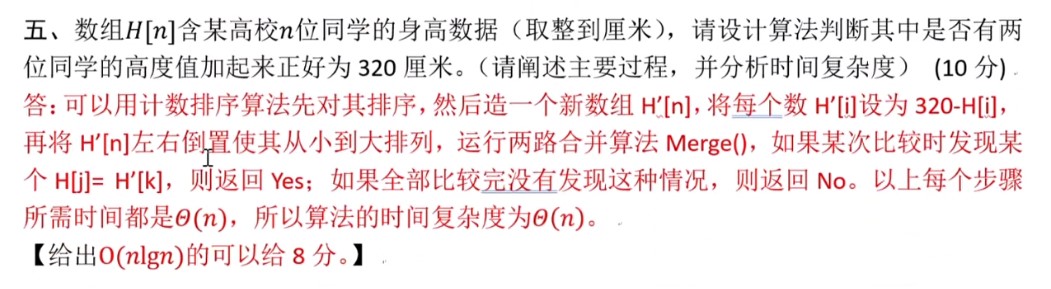 五、数组H[n]含某高校n位同学的身高数据（取整到厘米），请设计算法判断其中是否有两
位同学的高度值加起来正好为 320 厘米。（请阐述主要过程，并分析时间复杂度） (10 分)
答：可以用计数排序算法先对其排序，然后造一个新数组 H′[n]，将每个数 H′[i]设为 320-H[i]，
再将 H′[n]左右倒置使其从小到大排列，运行两路合并算法 Merge()，如果某次比较时发现某
个 H[j]= H′[k]，则返回 Yes；如果全部比较完没有发现这种情况，则返回 No。以上每个步骤
所需时间都是Θ(n)，所以算法的时间复杂度为Θ(n)。
【给出O(nlgn)的可以给 8 分。】